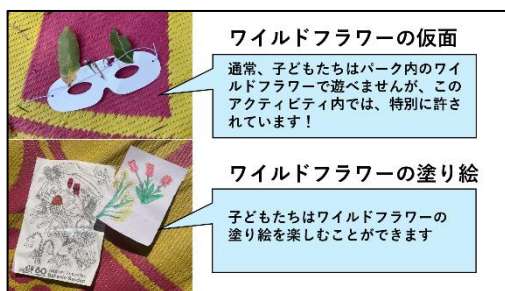 ワイルドフラワーの仮面
通常、子どもたちはパーク内のワイ
ルドフラワーで遊べませんが、この
アクティビティ内では、特別に許さ
れています！
ワイルドフラワーの塗り絵
子どもたちはワイルドフラワーの
塗り絵を楽しむことができます
60